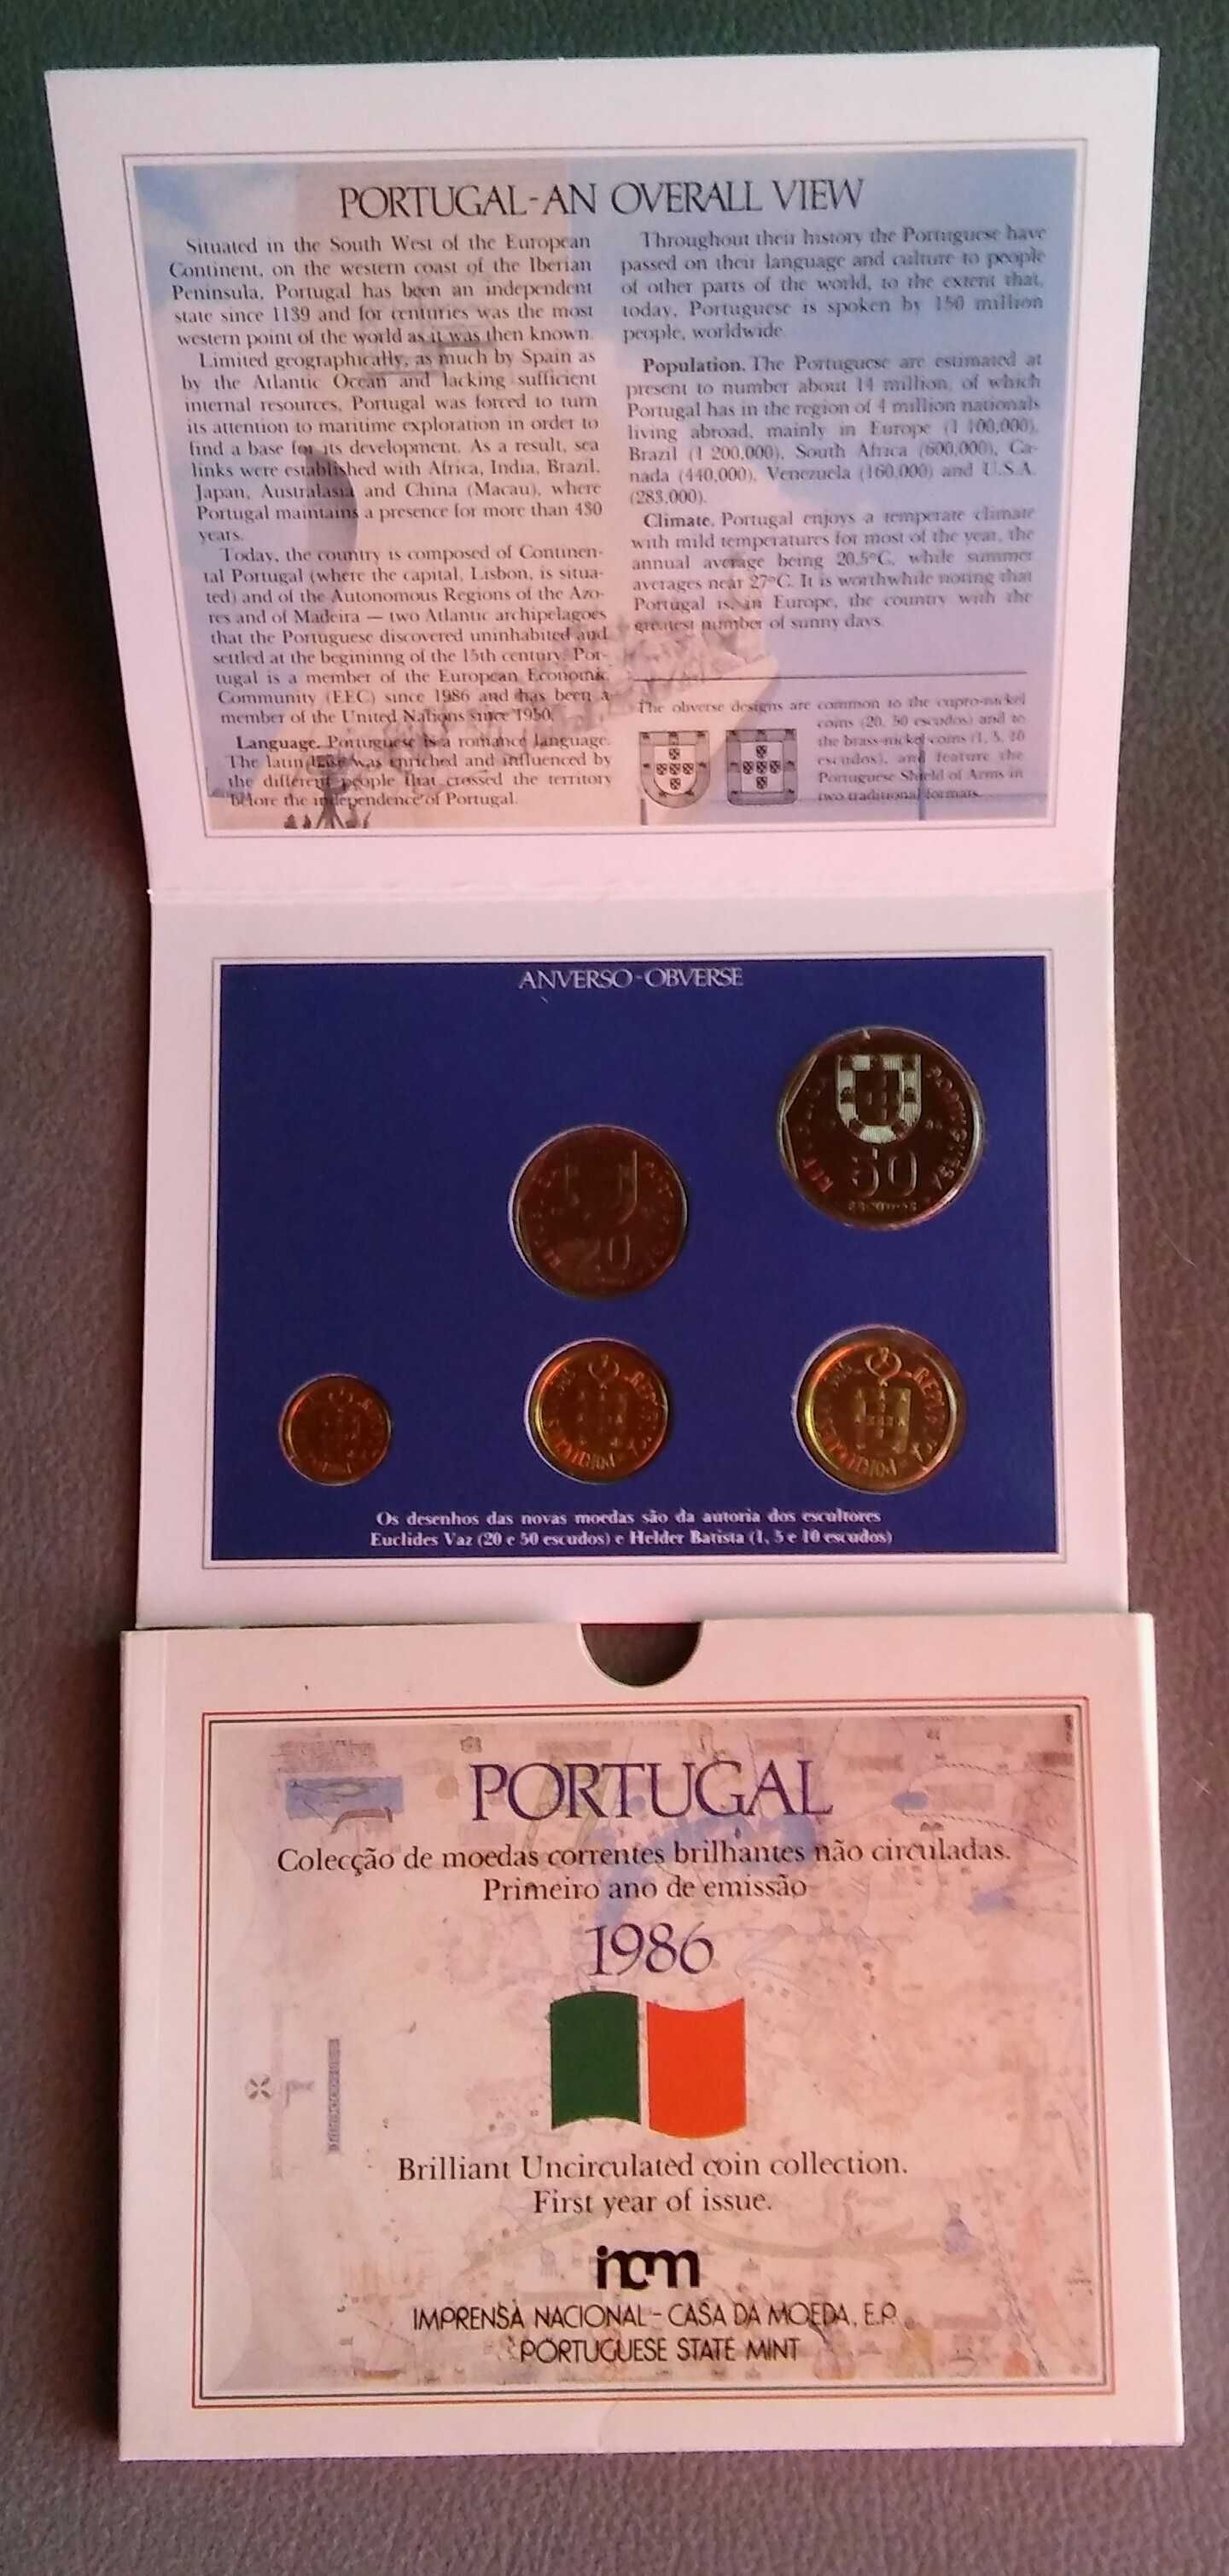 PORTUGAL-AN OVERALL VIEW
Situated in the South West of the European
Continent, on the western coast of the Iberian
Peninsula, Portugal has been an independent
state since 1139 and for centuries was the most
western point of the world as it was then known.
Limited geographically, as much by Spain as
by the Atlantic Ocean and lacking sufficient
internal resources, Portugal was forced to turn
its attention to maritime exploration in order to
find a base for its development. As a result, sea
links were established with Africa, India, Brazil,
Japan, Australasia and China (Macau), where
Portugal maintains a presence for more than 430
years.
Today, the country is composed of Continen-
tal Portugal (where the capital, Lisbon, is situa-
ted) and of the Autonomous Regions of the Azo-
res and of Madeira — two Atlantic archipelagoes
that the Portuguese discovered uninhabited and
settled at the begininng of the 15th century. Por-
tugal is a member of the European Economic
Community (EEC) since 1986 and has been a
member of the United Nations since 1950.
Language. Portuguese is a romance language.
The latin base was enriched and influenced by
the different people that crossed the territory
before the independence of Portugal.
Throughout their history the Portuguese have
passed on their language and culture to people
of other parts of the world, to the extent that,
today, Portuguese is spoken by 150 million
people, worldwide.
Population. The Portuguese are estimated at
present to number about 14 million, of which
Portugal has in the region of 4 million nationals
living abroad, mainly in Europe (1 100,000),
Brazil (1 200,000), South Africa (600,000), Ca-
nada (440,000), Venezuela (160,000) and U.S.A.
(283,000).
Climate. Portugal enjoys a temperate climate
with mild temperatures for most of the year, the
annual average being 20,5°C, while summer
averages near 27°C. It is worthwhile noting that
Portugal is, in Europe, the country with the
greatest number of sunny days.
The obverse designs are common to the cupro-nickel
coins (20, 50 escudos) and to
the brass-nickel coins (1, 5, 10
escudos), and feature the
Portuguese Shield of Arms in
two traditional formats.
ANVERSO-OBVERSE
50
ESCUDOS
20
Os desenhos das novas moedas são da autoria dos escultores
Euclides Vaz (20 e 50 escudos) e Helder Batista (1, 5 e 10 escudos)
PORTUGAL
Colecção de moedas correntes brilhantes não circuladas.
Primeiro ano de emissão
1986
Brilliant Uncirculated coin collection.
First year of issue.
incm
IMPRENSA NACIONAL - CASA DA MOEDA, E.P.
PORTUGUESE STATE MINT